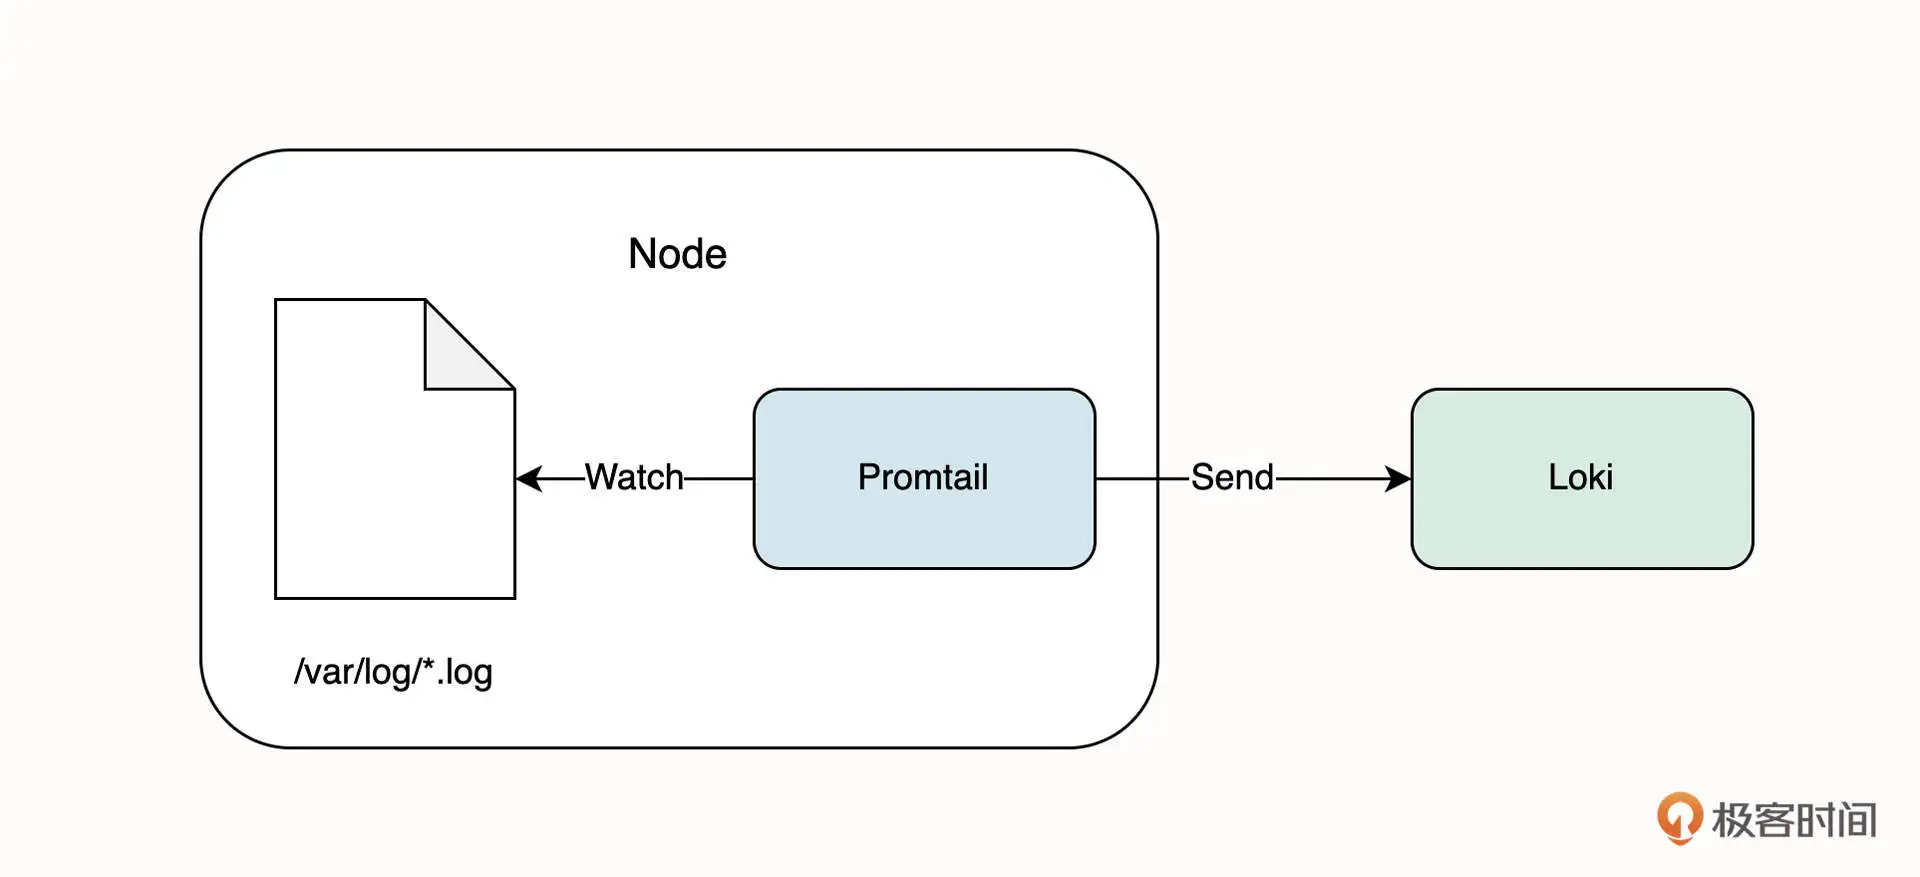 Node
Watch
Promtail
Send
Loki
/var/log/*.log
极客时间